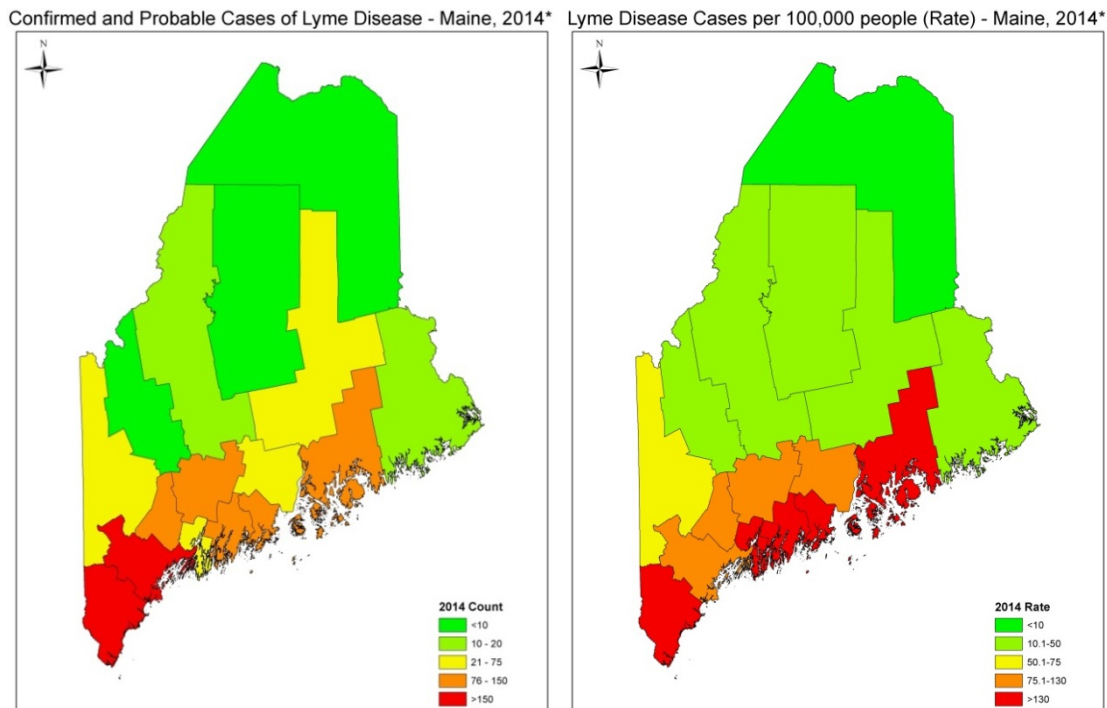 Confirmed and Probable Cases of Lyme Disease - Maine, 2014*
N
2014 Count
<10
10 - 20
21 - 75
76 - 150
>150
Lyme Disease Cases per 100,000 people (Rate) - Maine, 2014*
N
2014 Rate
<10
10.1-50
50.1-75
75.1-130
>130